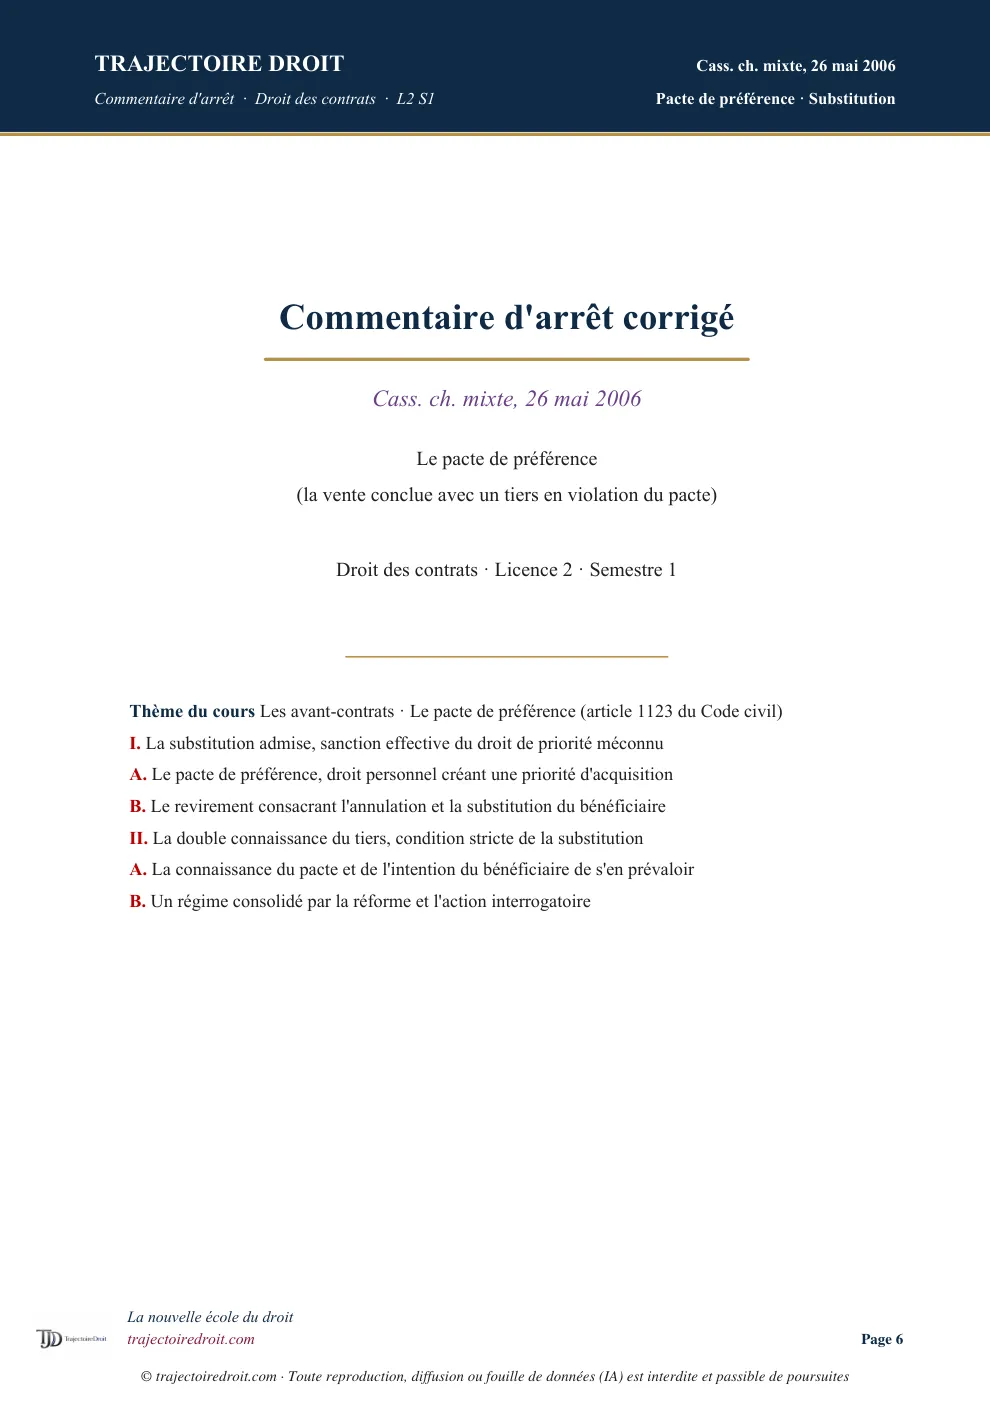 TRAJECTOIRE DROIT
Cass. ch. mixte, 26 mai 2006
Commentaire d'arrêt · Droit des contrats · L2 S1
Pacte de préférence · Substitution
Commentaire d'arrêt corrigé
Cass. ch. mixte, 26 mai 2006
Le pacte de préférence
(la vente conclue avec un tiers en violation du pacte)
Droit des contrats · Licence 2 · Semestre 1
Thème du cours Les avant-contrats · Le pacte de préférence (article 1123 du Code civil)
I. La substitution admise, sanction effective du droit de priorité méconnu
A. Le pacte de préférence, droit personnel créant une priorité d'acquisition
B. Le revirement consacrant l'annulation et la substitution du bénéficiaire
II. La double connaissance du tiers, condition stricte de la substitution
A. La connaissance du pacte et de l'intention du bénéficiaire de s'en prévaloir
B. Un régime consolidé par la réforme et l'action interrogatoire
La nouvelle école du droit
TJD TrajectoireDroit
trajectoiredroit.com
Page 6
© trajectoiredroit.com · Toute reproduction, diffusion ou fouille de données (IA) est interdite et passible de poursuites